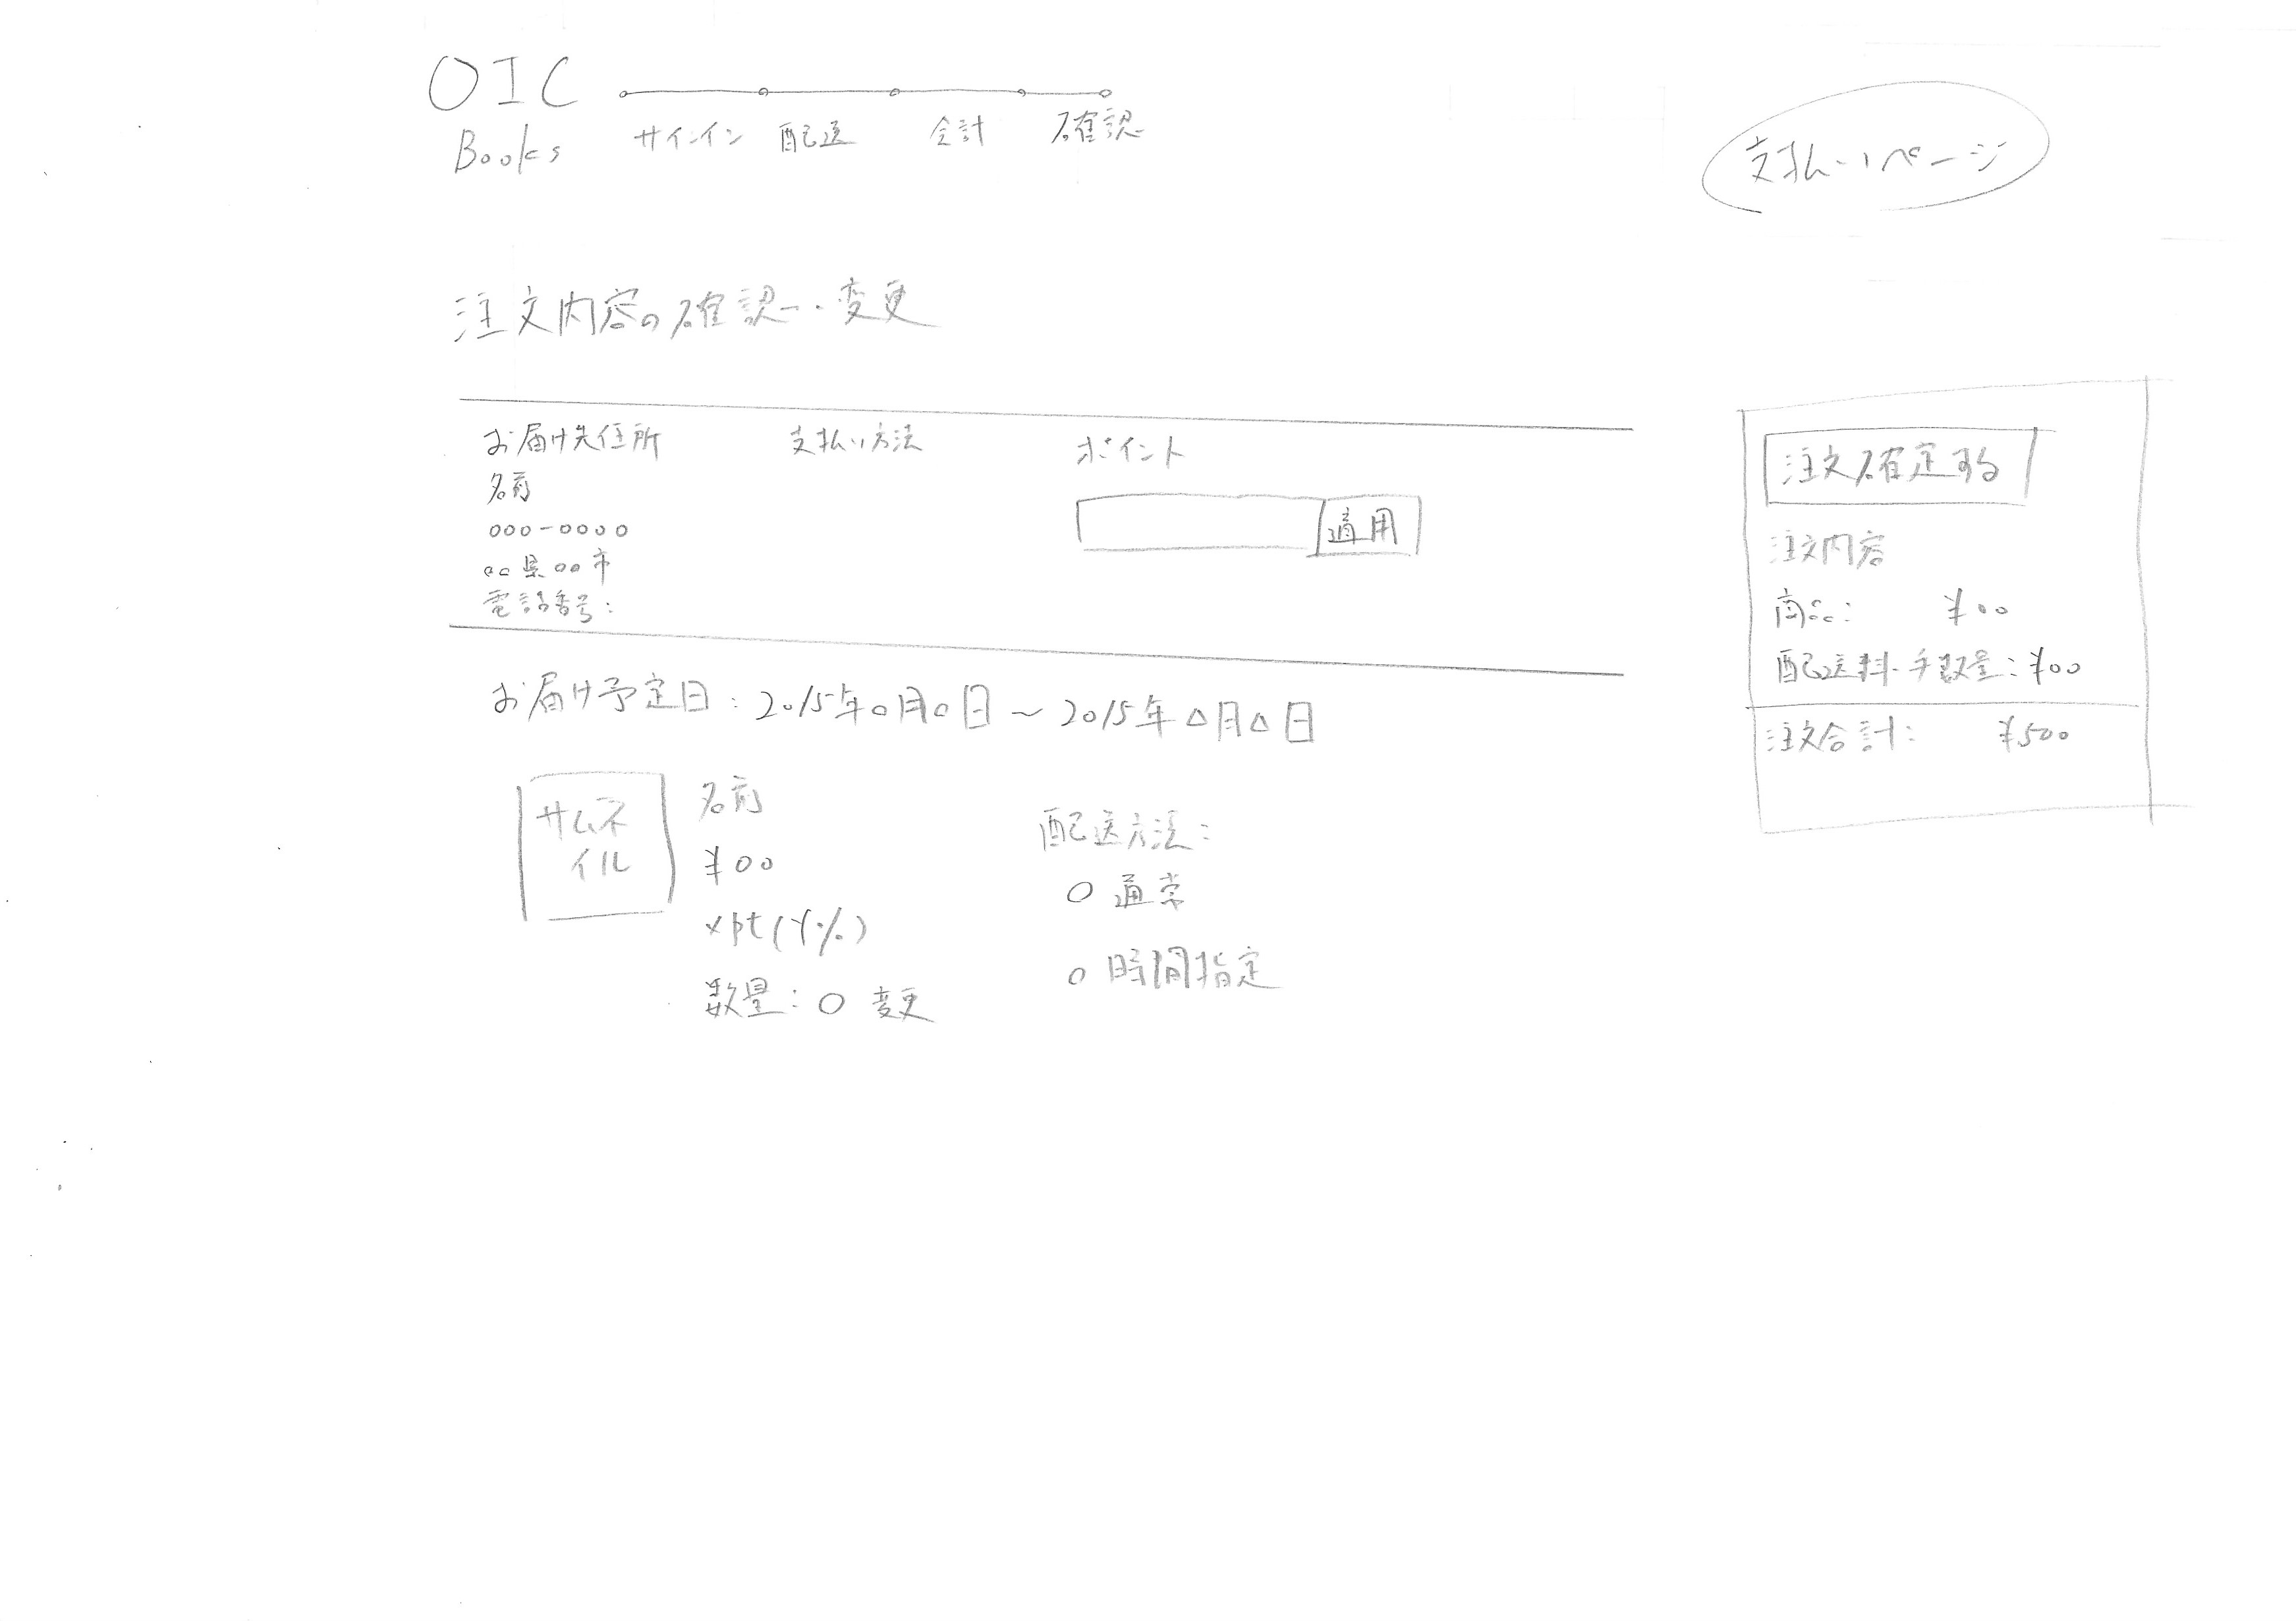 OIC
Books
サインイン 配送 会計 確認
支払いページ
注文内容の確認・変更
お届け先住所 支払い方法 ポイント
名前
000-0000
○○県○○市
電話番号:
適用
注文確定する
注文内容
商品: ¥00
配送料・手数量:¥00
注文合計: ¥500
お届け予定日:2015年○月○日~2015年△月△日
サムネ
イル
名前
¥00
xpt(Y%)
数量:○ 変更
配送方法:
○ 通常
○ 時間指定